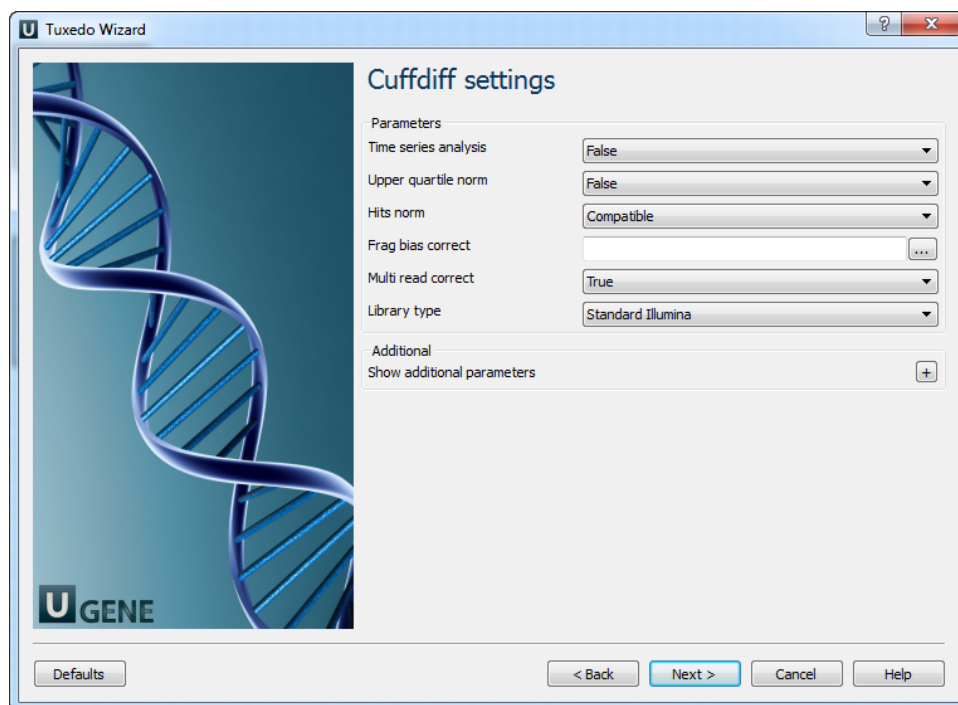 U Tuxedo Wizard
? x
Cuffdiff settings
Parameters
Time series analysis False
Upper quartile norm False
Hits norm Compatible
Frag bias correct ...
Multi read correct True
Library type Standard Illumina
Additional
Show additional parameters +
U GENE
Defaults < Back Next > Cancel Help